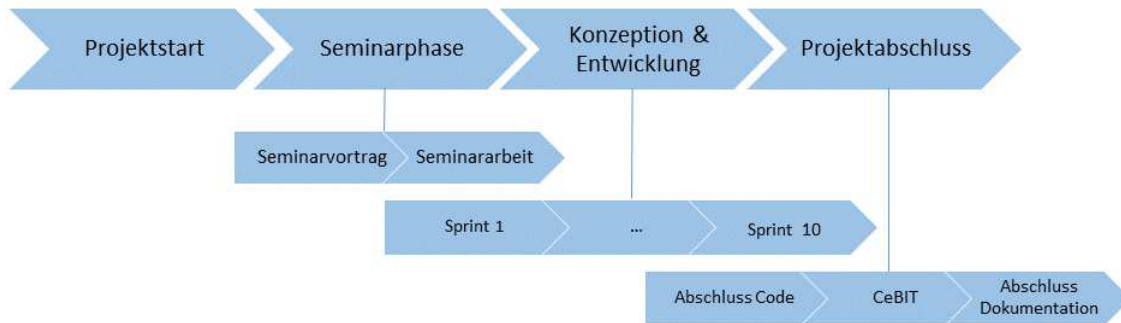 Projektstart
Seminarphase
Konzeption &
Entwicklung
Projektabschluss
Seminarvortrag
Seminararbeit
Sprint 1
...
Sprint 10
Abschluss Code
CeBIT
Abschluss
Dokumentation